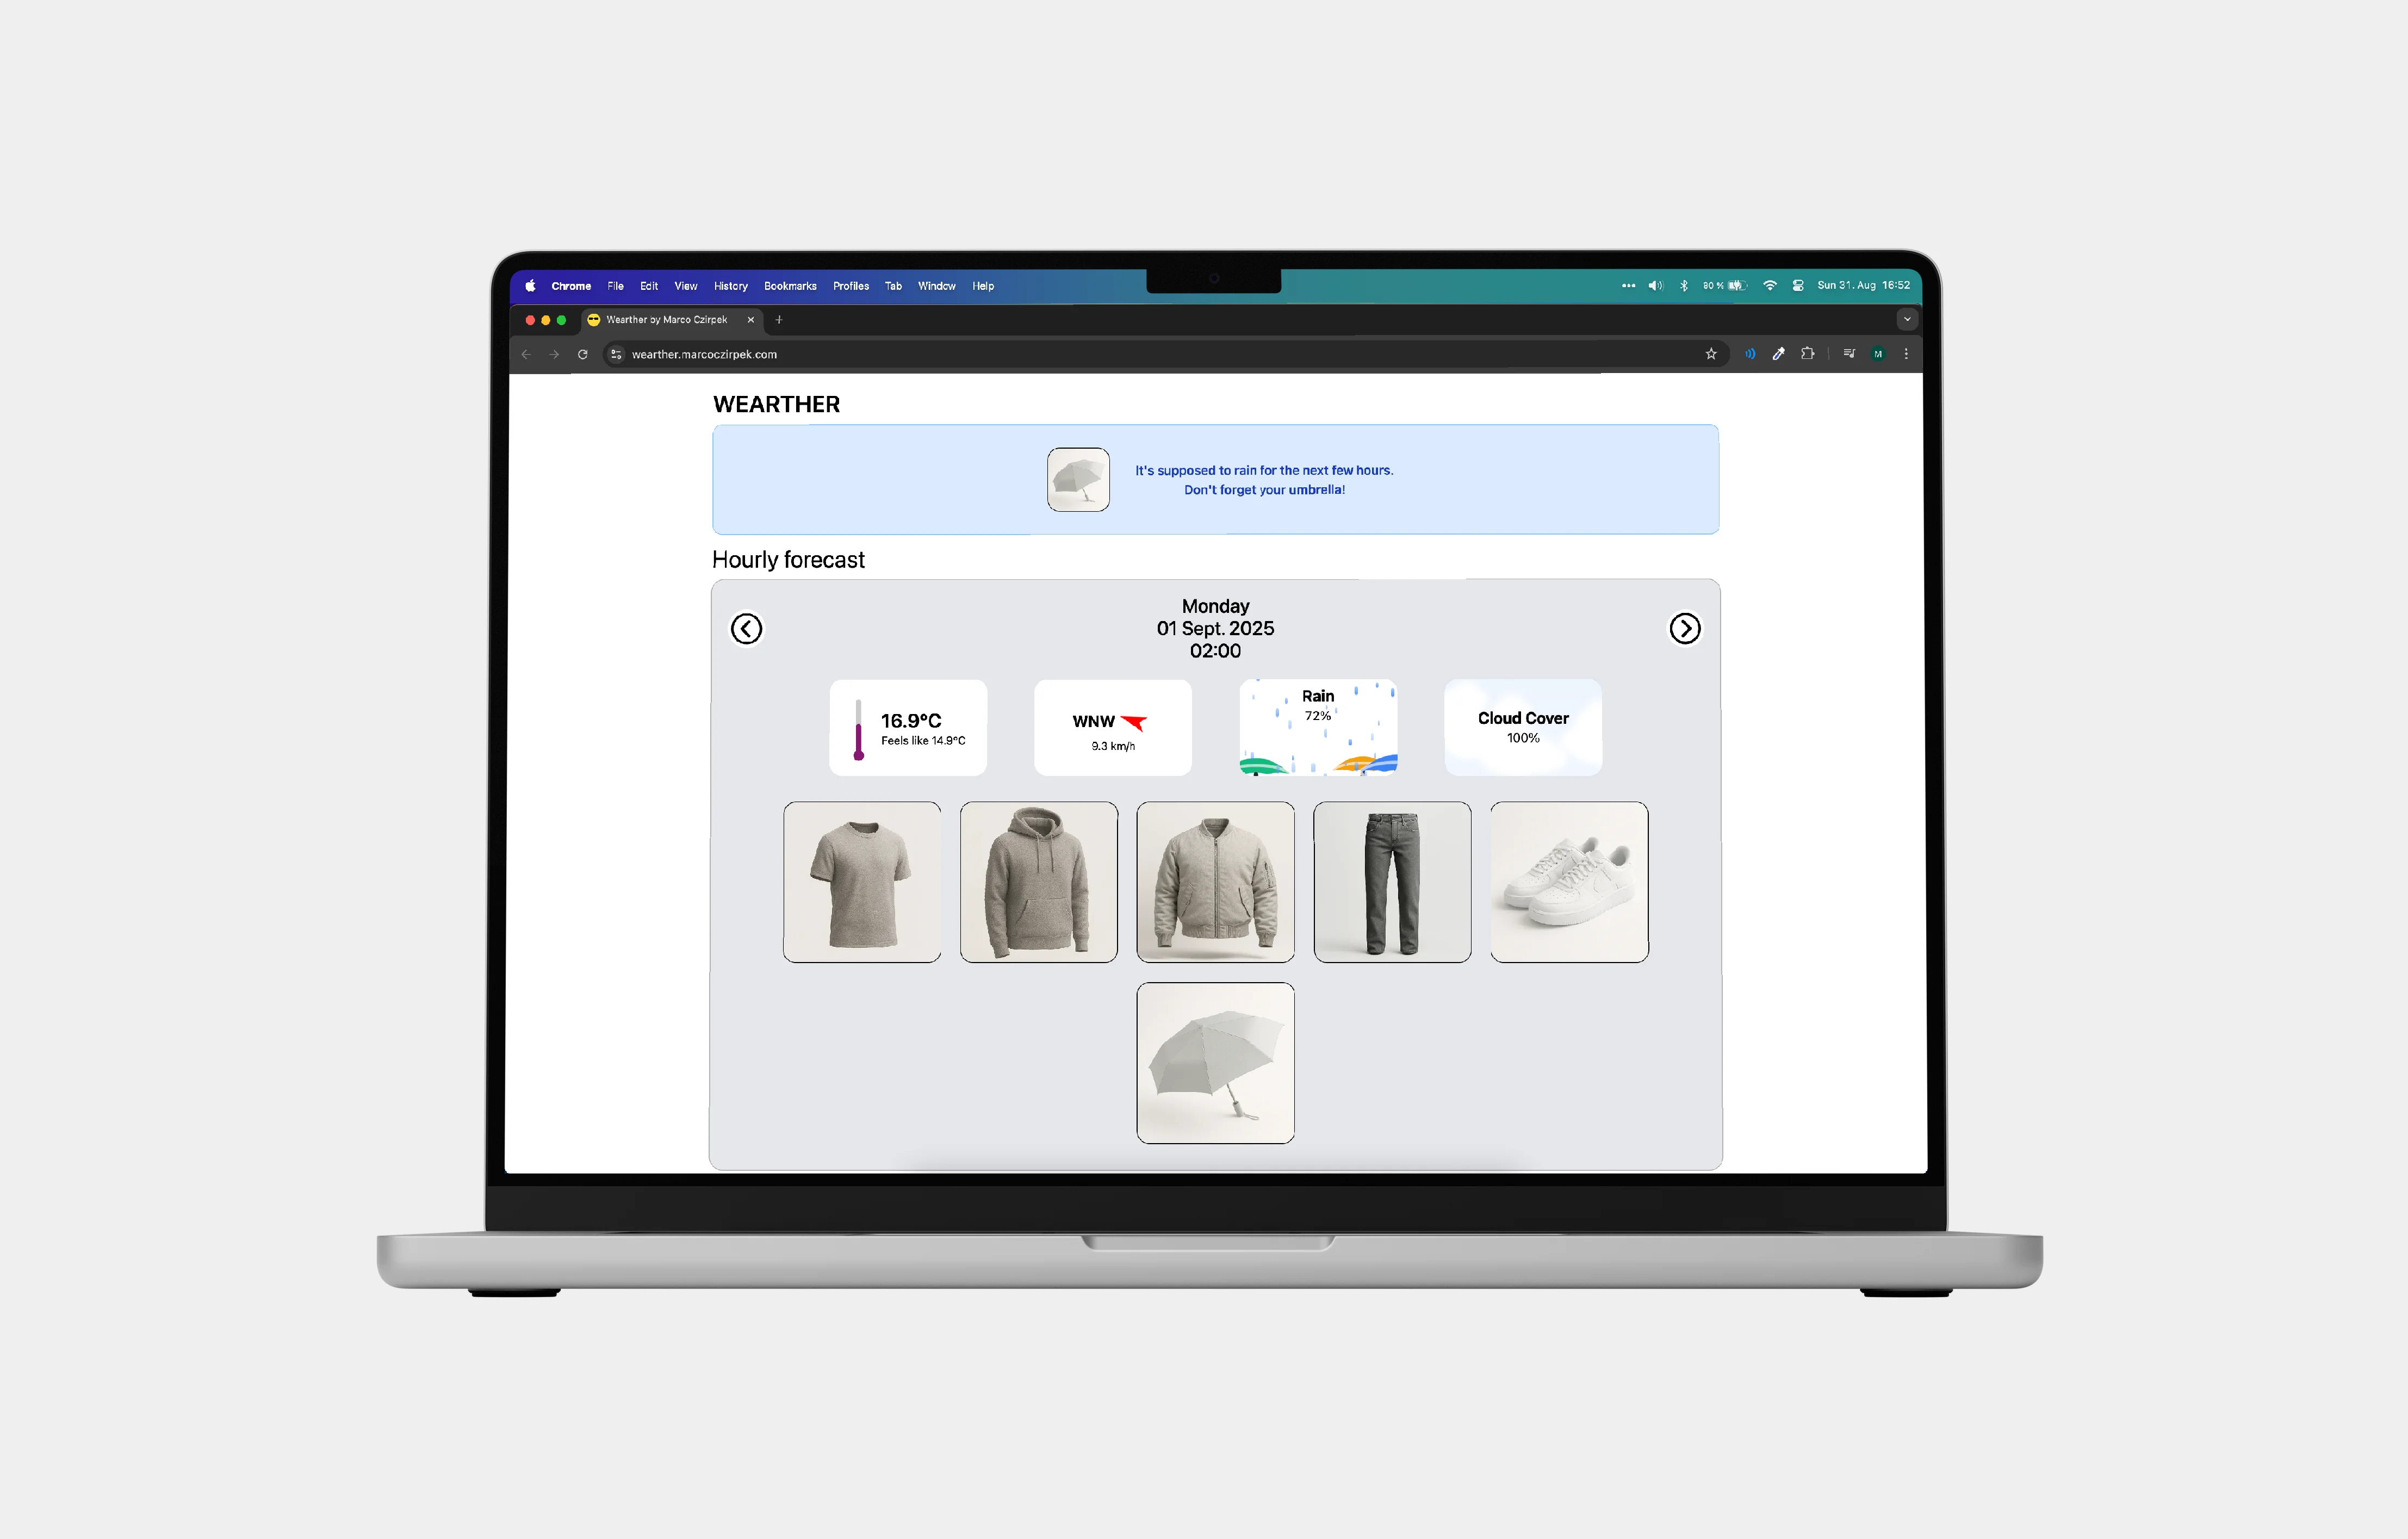 Chrome File Edit View History Bookmarks Profiles Tab Window Help
80 % Sun 31. Aug 16:52
Wearther by Marco Czirpek
wearther.marcoczirpek.com
M
WEARTHER
It's supposed to rain for the next few hours.
Don't forget your umbrella!
Hourly forecast
Monday
01 Sept. 2025
02:00
16.9°C
Feels like 14.9°C
WNW
9.3 km/h
Rain
72%
Cloud Cover
100%